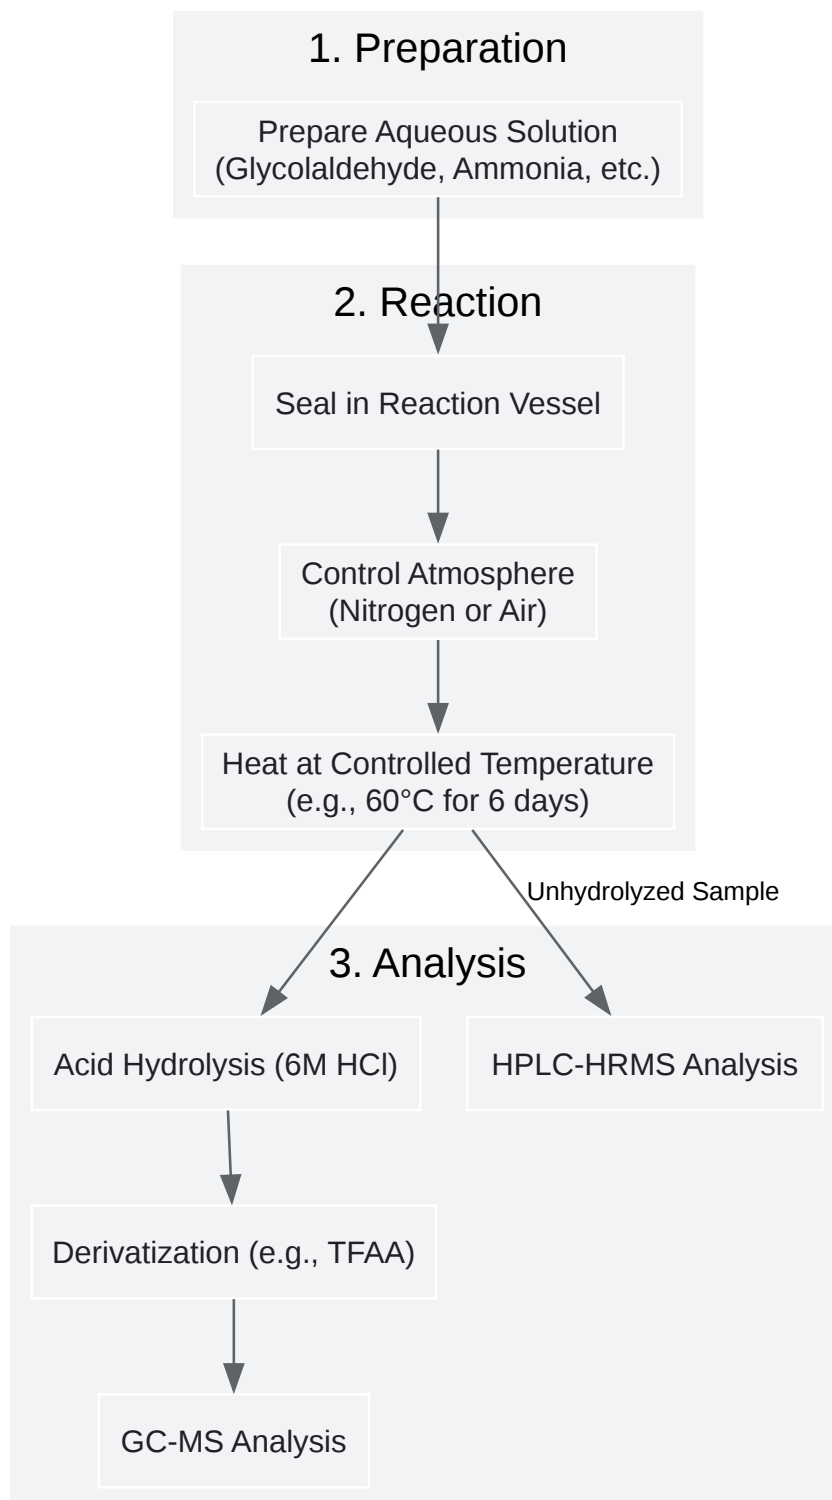 1. Preparation
Prepare Aqueous Solution
(Glycolaldehyde, Ammonia, etc.)
2. Reaction
Seal in Reaction Vessel
Control Atmosphere
(Nitrogen or Air)
Heat at Controlled Temperature
(e.g., 60°C for 6 days)
Unhydrolyzed Sample
3. Analysis
Acid Hydrolysis (6M HCl)
HPLC-HRMS Analysis
Derivatization (e.g., TFAA)
GC-MS Analysis